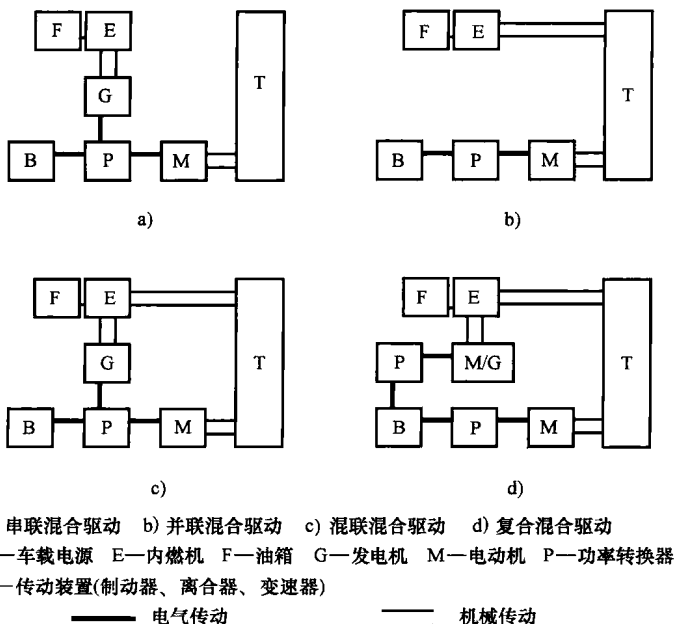 F E
G
T
B P M
a)
F E
T
B P M
b)
F E
G
T
B P M
c)
F E
P M/G
T
B P M
d)
串联混合驱动 b) 并联混合驱动 c) 混联混合驱动 d) 复合混合驱动
—车载电源 E—内燃机 F—油箱 G—发电机 M—电动机 P—功率转换器
—传动装置(制动器、离合器、变速器)
电气传动 机械传动